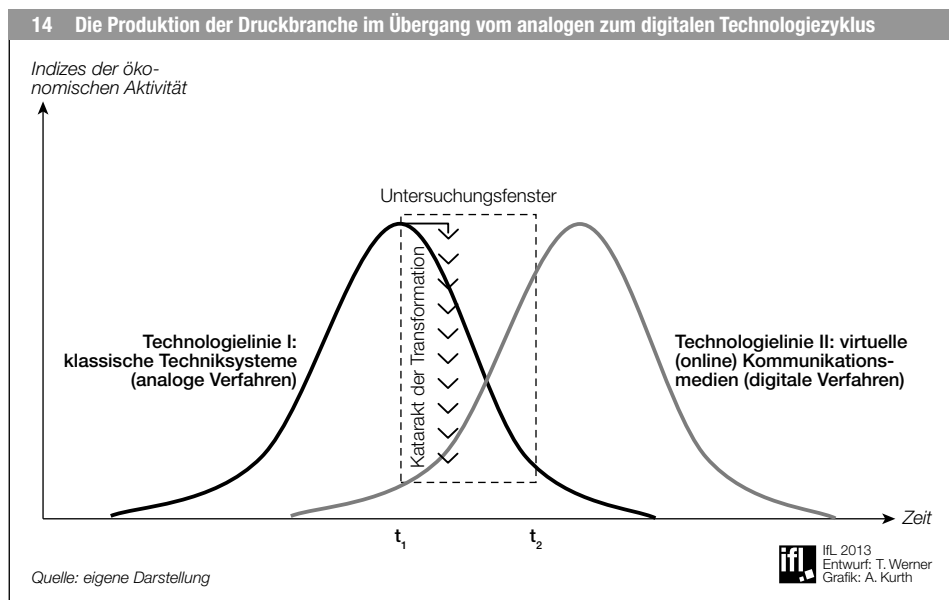 14 Die Produktion der Druckbranche im Übergang vom analogen zum digitalen Technologiezyklus
Indizes der öko-
nomischen Aktivität
Untersuchungsfenster
Katarakt der Transformation
Technologielinie I:
klassische Techniksysteme
(analoge Verfahren)
Technologielinie II: virtuelle
(online) Kommunikations-
medien (digitale Verfahren)
Zeit
t1
t2
Quelle: eigene Darstellung
ifl
IfL 2013
Entwurf: T. Werner
Grafik: A. Kurth